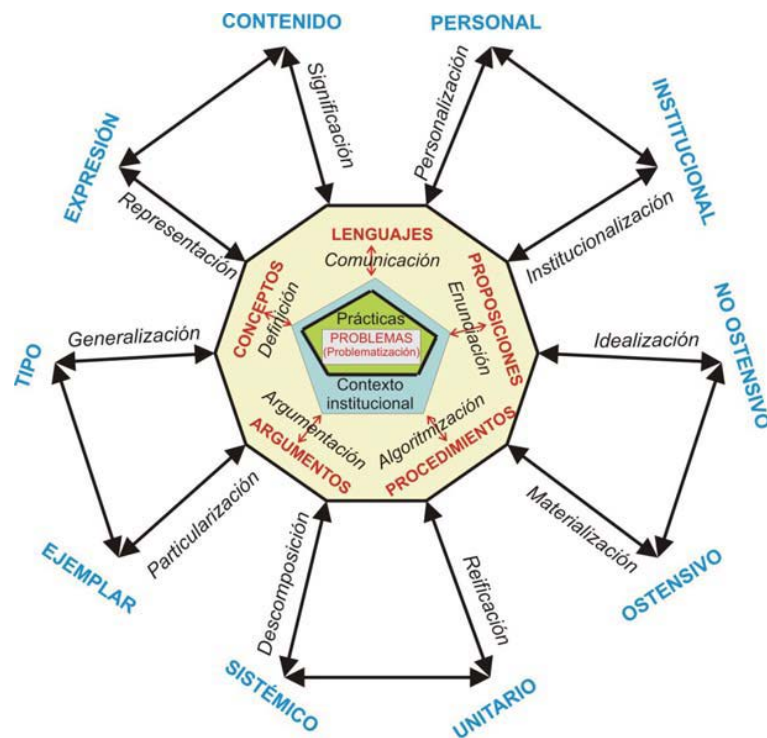 CONTENIDO
PERSONAL
Significación
Personalización
EXPRESIÓN
INSTITUCIONAL
Representación
Institucionalización
LENGUAJES
Comunicación
CONCEPTOS
Definición
PROPOSICIONES
Enunciación
Prácticas
PROBLEMAS
(Problematización)
Contexto
institucional
TIPO
Generalización
Idealización
NO OSTENSIVO
Argumentación
ARGUMENTOS
Algoritmización
PROCEDIMIENTOS
EJEMPLAR
Particularización
Materialización
OSTENSIVO
Descomposición
Reificación
SISTÉMICO
UNITARIO